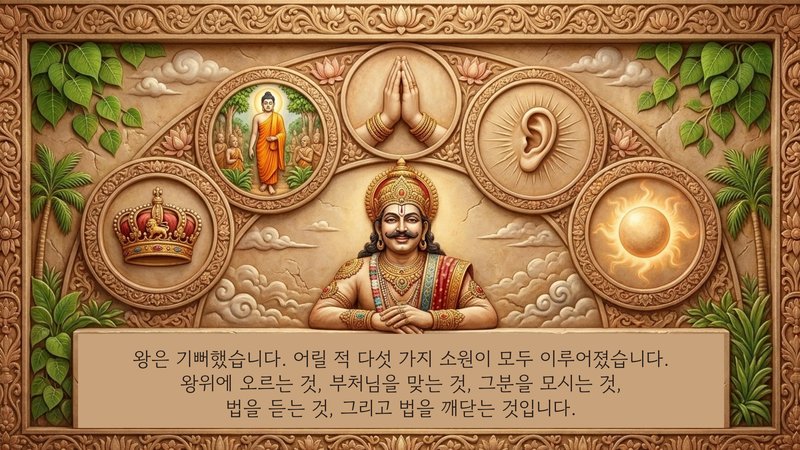 왕은 기뻐했습니다. 어릴 적 다섯 가지 소원이 모두 이루어졌습니다.
왕위에 오르는 것, 부처님을 맞는 것, 그분을 모시는 것,
법을 듣는 것, 그리고 법을 깨닫는 것입니다.